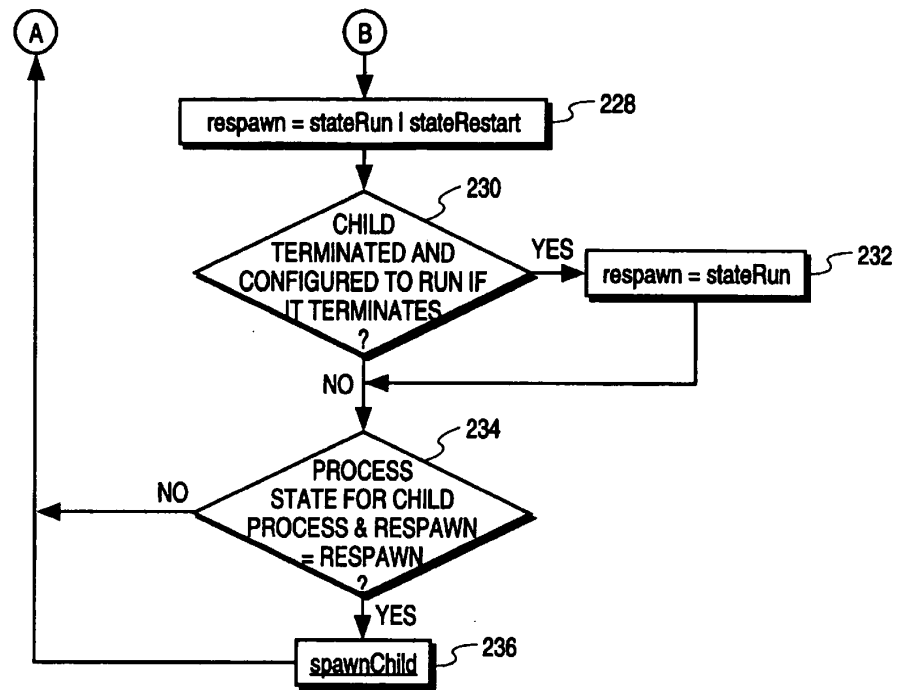 A
B
respawn = stateRun | stateRestart
228
230
CHILD
TERMINATED AND
CONFIGURED TO RUN IF
IT TERMINATES
?
YES
respawn = stateRun
232
NO
234
PROCESS
STATE FOR CHILD
PROCESS & RESPAWN
= RESPAWN
?
NO
YES
spawnChild
236